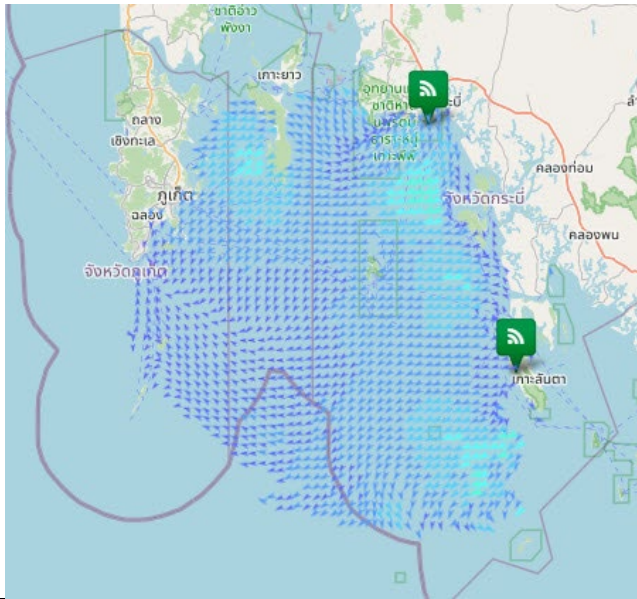 ชาติอ่าว
พังงา
เกาะยาว
ถลาง
เชิงทะเล
ภูเก็ต
ฉลอง
จังหวัดภูเก็ต
จังหวัดกระบี่
คลองท่อม
คลองพน
เกาะลันตา